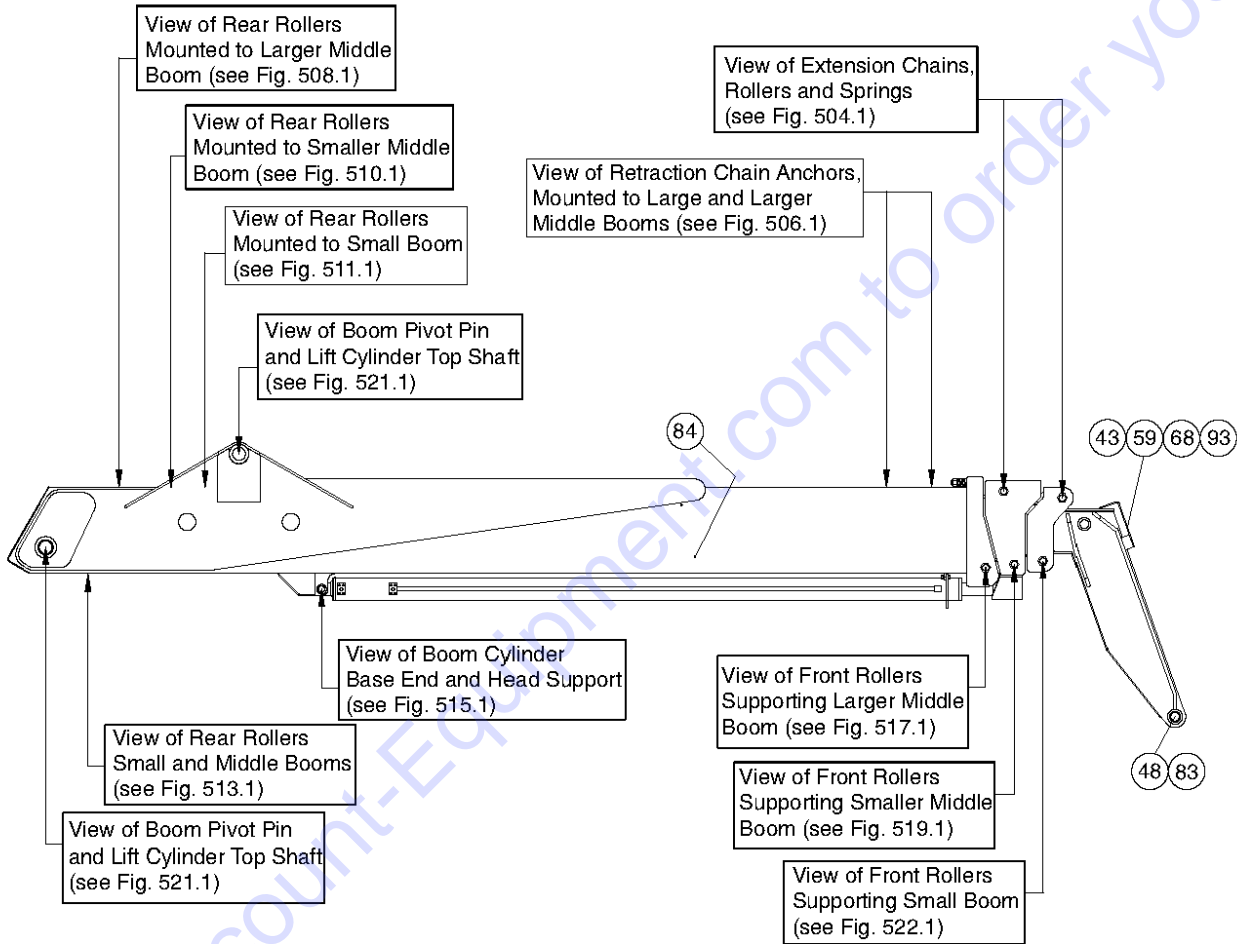 View of Rear Rollers
Mounted to Larger Middle
Boom (see Fig. 508.1)
View of Extension Chains,
Rollers and Springs
(see Fig. 504.1)
View of Rear Rollers
Mounted to Smaller Middle
Boom (see Fig. 510.1)
View of Retraction Chain Anchors,
Mounted to Large and Larger
Middle Booms (see Fig. 506.1)
View of Rear Rollers
Mounted to Small Boom
(see Fig. 511.1)
View of Boom Pivot Pin
and Lift Cylinder Top Shaft
(see Fig. 521.1)
84
43 59 68 93
View of Boom Cylinder
Base End and Head Support
(see Fig. 515.1)
View of Front Rollers
Supporting Larger Middle
Boom (see Fig. 517.1)
48 83
View of Rear Rollers
Small and Middle Booms
(see Fig. 513.1)
View of Front Rollers
Supporting Smaller Middle
Boom (see Fig. 519.1)
View of Boom Pivot Pin
and Lift Cylinder Top Shaft
(see Fig. 521.1)
View of Front Rollers
Supporting Small Boom
(see Fig. 522.1)
count-Equipment.com to order you